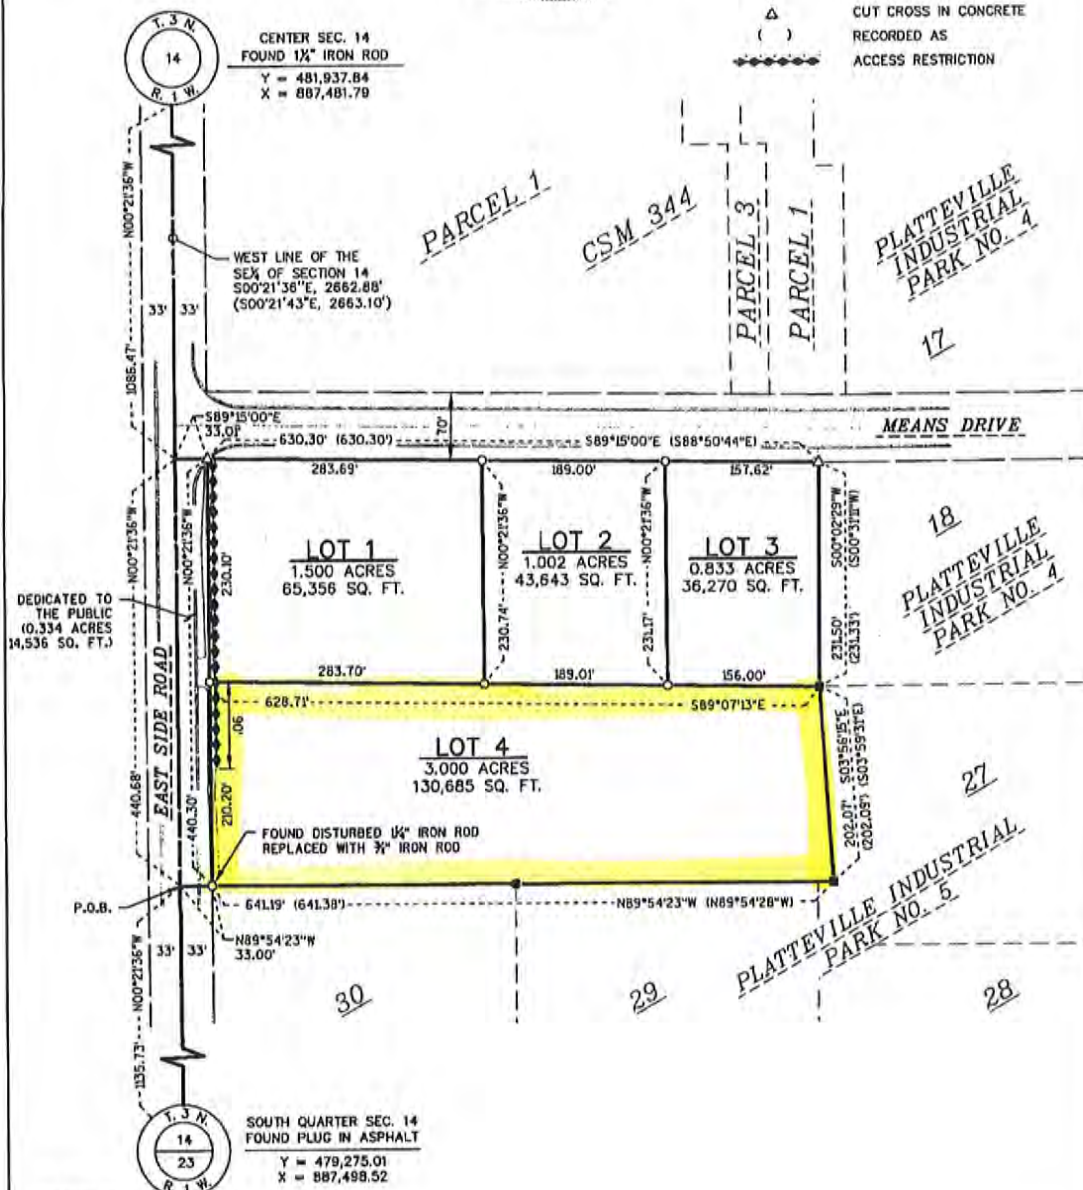 T. 3 N.
14
R. 1 W.
CENTER SEC. 14
FOUND 1¼" IRON ROD
Y = 481,937.84
X = 887,481.79
CUT CROSS IN CONCRETE
( ) RECORDED AS
ACCESS RESTRICTION
N00°21'36"W
1086.47'
WEST LINE OF THE
SE¼ OF SECTION 14
S00°21'36"E, 2662.88'
(S00°21'43"E, 2663.10')
33' 33'
PARCEL 1
CSM 344
PARCEL 3
PARCEL 1
PLATTEVILLE
INDUSTRIAL
PARK NO. 4
17
S89°15'00"E
33.01'
630.30' (630.30')
70'
S89°15'00"E (S88°50'44"E)
MEANS DRIVE
283.69'
189.00'
157.62'
N00°21'36"W
N00°21'36"W
230.10'
LOT 1
1.500 ACRES
65,356 SQ. FT.
N00°21'36"W
230.74'
LOT 2
1.002 ACRES
43,643 SQ. FT.
N00°21'36"W
231.17'
LOT 3
0.833 ACRES
36,270 SQ. FT.
S00°02'59"W
231.50'
(231.35')
18
PLATTEVILLE
INDUSTRIAL
PARK NO. 4
DEDICATED TO
THE PUBLIC
(0.334 ACRES
14,536 SQ. FT.)
EAST SIDE ROAD
283.70'
189.01'
156.00'
628.71'
S89°07'13"E
90'
LOT 4
3.000 ACRES
130,685 SQ. FT.
440.68'
440.30'
210.20'
FOUND DISTURBED 1¼" IRON ROD
REPLACED WITH ¾" IRON ROD
S03°56'15"E
202.07'
(S03°59'31"E)
(202.09')
27
P.O.B.
641.19' (641.38')
N89°54'23"W (N89°54'28"W)
N89°54'23"W
33.00'
33' 33'
N00°21'36"W
1135.73'
PLATTEVILLE INDUSTRIAL
PARK NO. 5
30
29
28
T. 3 N.
14
23
R. 1 W.
SOUTH QUARTER SEC. 14
FOUND PLUG IN ASPHALT
Y = 479,275.01
X = 887,498.52